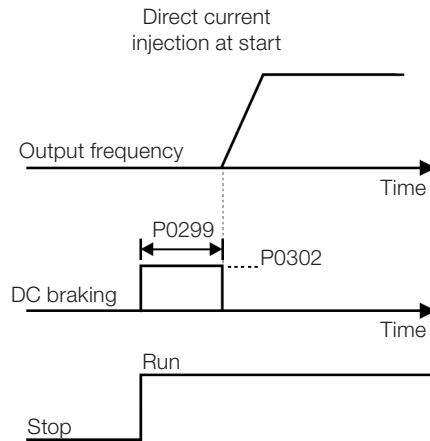 Direct current
injection at start
Output frequency
Time
P0299
P0302
DC braking
Time
Run
Stop